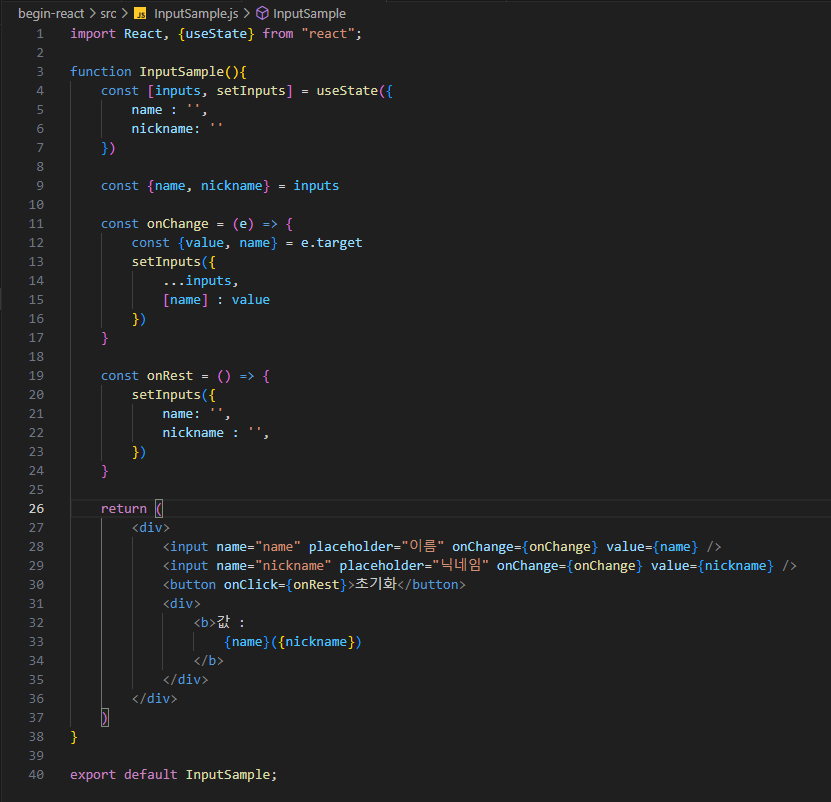 begin-react > src > JS InputSample.js > InputSample
1 import React, {useState} from "react";
2
3 function InputSample(){
4     const [inputs, setInputs] = useState({
5         name : '',
6         nickname: ''
7     })
8
9     const {name, nickname} = inputs
10
11     const onChange = (e) => {
12         const {value, name} = e.target
13         setInputs({
14             ...inputs,
15             [name] : value
16         })
17     }
18
19     const onRest = () => {
20         setInputs({
21             name: '',
22             nickname : '',
23         })
24     }
25
26     return (
27         <div>
28             <input name="name" placeholder="이름" onChange={onChange} value={name} />
29             <input name="nickname" placeholder="닉네임" onChange={onChange} value={nickname} />
30             <button onClick={onRest}>초기화</button>
31             <div>
32                 <b>값 :
33                     {name}({nickname})
34                 </b>
35             </div>
36         </div>
37     )
38 }
39
40 export default InputSample;